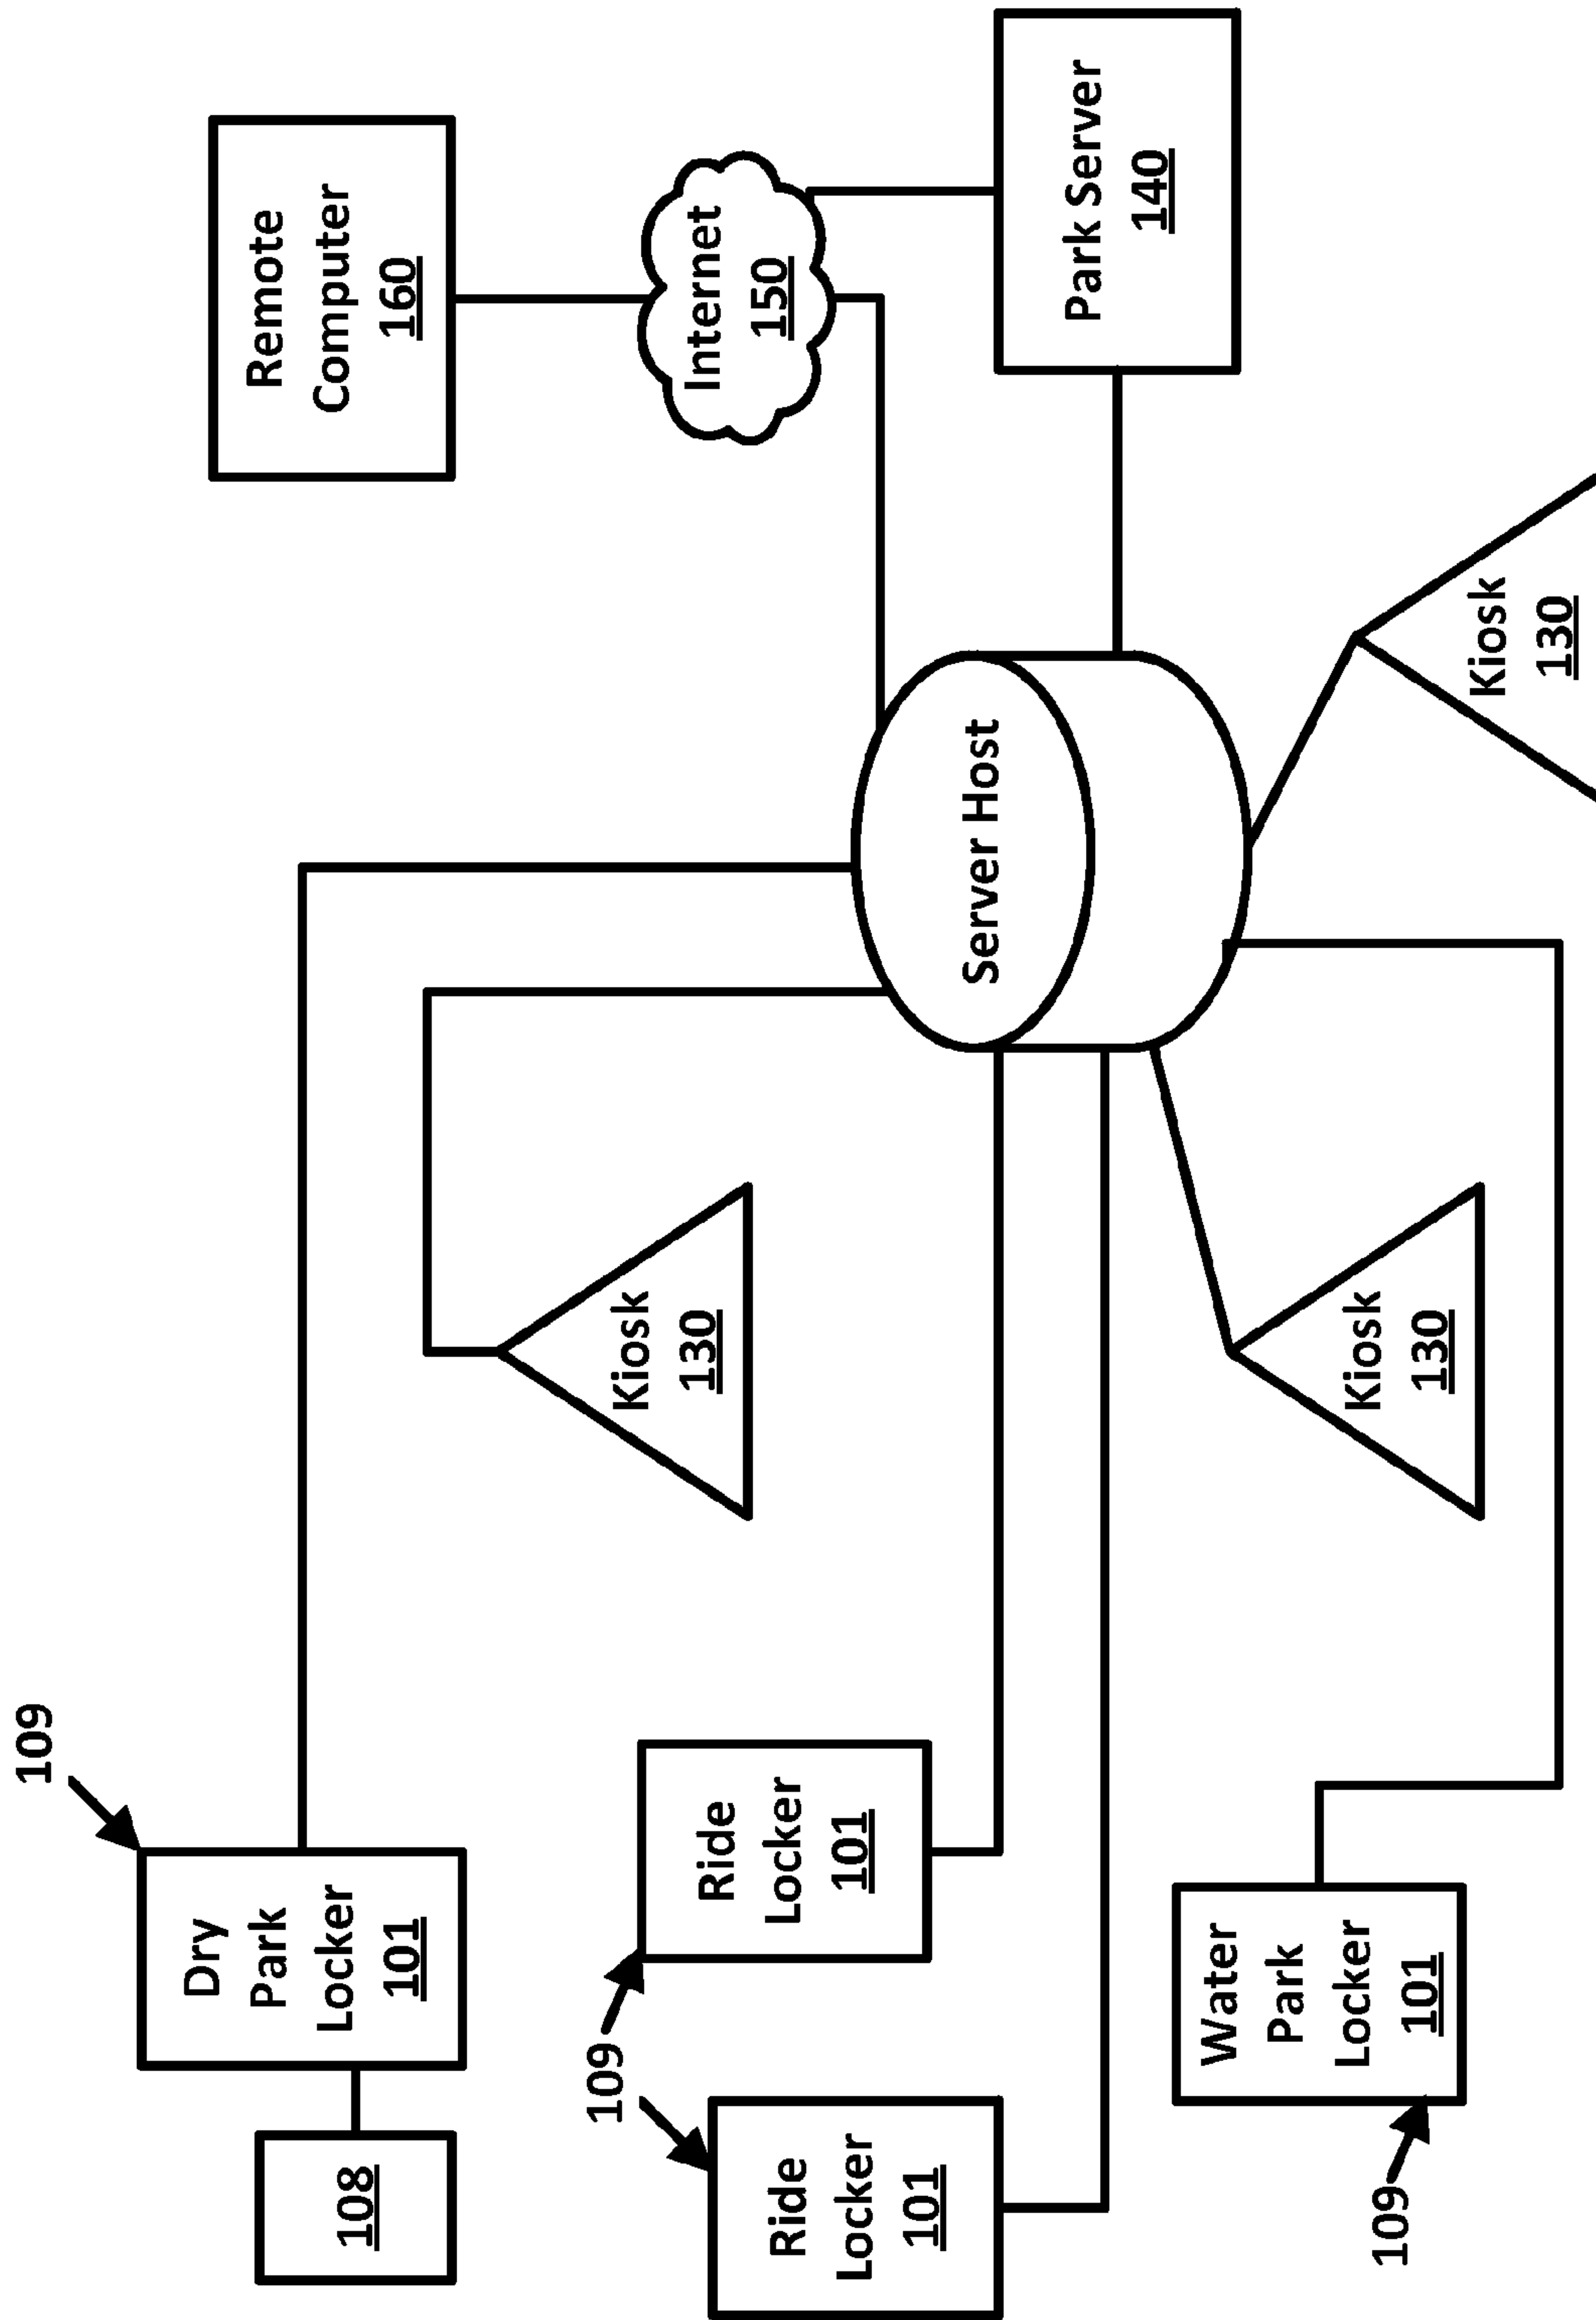 109
Dry
Park
Locker
101
108
Remote
Computer
160
109
Ride
Locker
101
Ride
Locker
101
Kiosk
130
Internet
150
Server Host
Park Server
140
Water
Park
Locker
101
109
Kiosk
130
Kiosk
130